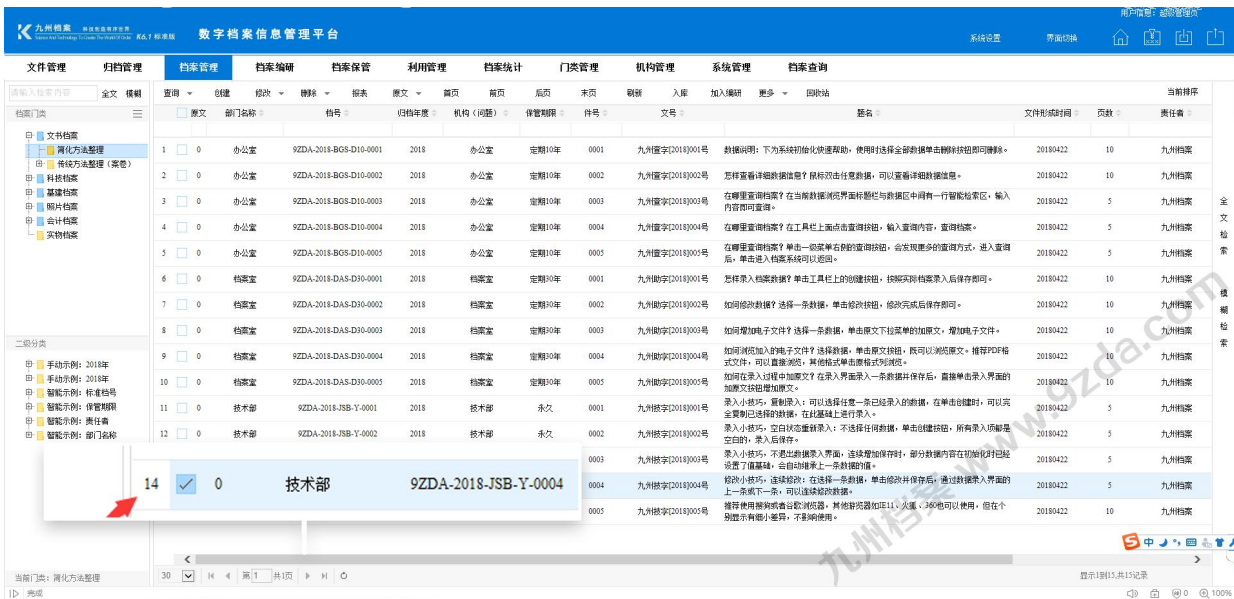 用户信息：超级管理员
九州档案 科技创造有序世界
K6.1 标准版 数字档案信息管理平台 系统设置 界面切换
文件管理 归档管理 档案管理 档案编研 档案保管 利用管理 档案统计 门类管理 机构管理 系统管理 档案查询
请输入检索内容 全文 模糊 查询 创建 修改 删除 报表 原文 首页 前页 后页 末页 刷新 入库 加入编研 更多 回收站 当前排序
档案门类 原文 部门名称 档号 归档年度 机构（问题） 保管期限 件号 文号 题名 文件形成时间 页数 责任者
文书档案
简化方法整理
传统方法整理（案卷）
科技档案
基建档案
照片档案
会计档案
实物档案
1 0 办公室 9ZDA-2018-BGS-D10-0001 2018 办公室 定期10年 0001 九州查字[2018]001号 数据说明：下为系统初始化快速帮助，使用时选择全部数据单击删除按钮即可删除。 20180422 10 九州档案
2 0 办公室 9ZDA-2018-BGS-D10-0002 2018 办公室 定期10年 0002 九州查字[2018]002号 怎样查看详细数据信息？鼠标双击任意数据，可以查看详细数据信息。 20180422 10 九州档案
3 0 办公室 9ZDA-2018-BGS-D10-0003 2018 办公室 定期10年 0003 九州查字[2018]003号 在哪里查询档案？在当前数据浏览界面标题栏与数据区中间有一行智能检索区，输入
内容即可查询。 20180422 5 九州档案
4 0 办公室 9ZDA-2018-BGS-D10-0004 2018 办公室 定期10年 0004 九州查字[2018]004号 在哪里查询档案？在工具栏上面点击查询按钮，输入查询内容，查询档案。 20180422 5 九州档案
5 0 办公室 9ZDA-2018-BGS-D10-0005 2018 办公室 定期10年 0005 九州查字[2018]005号 在哪里查询档案？单击一级菜单右侧的查询按钮，会发现更多的查询方式，进入查询
后，单击进入档案系统可以返回。 20180422 5 九州档案
6 0 档案室 9ZDA-2018-DAS-D30-0001 2018 档案室 定期30年 0001 九州助字[2018]001号 怎样录入档案数据？单击工具栏上的创建按钮，按照实际档案录入后保存即可。 20180422 10 九州档案
7 0 档案室 9ZDA-2018-DAS-D30-0002 2018 档案室 定期30年 0002 九州助字[2018]002号 如何修改数据？选择一条数据，单击修改按钮，修改完成后保存即可。 20180422 10 九州档案
8 0 档案室 9ZDA-2018-DAS-D30-0003 2018 档案室 定期30年 0003 九州助字[2018]003号 如何增加电子文件？选择一条数据，单击原文下拉菜单的加原文，增加电子文件。 20180422 10 九州档案
9 0 档案室 9ZDA-2018-DAS-D30-0004 2018 档案室 定期30年 0004 九州助字[2018]004号 如何浏览加入的电子文件？选择数据，单击原文按钮，既可以浏览原文。推荐PDF格
式文件，可以直接浏览，其他格式单击原格式列浏览。 20180422 10 九州档案
10 0 档案室 9ZDA-2018-DAS-D30-0005 2018 档案室 定期30年 0005 九州助字[2018]005号 如何在录入过程中加原文？在录入界面录入一条数据并保存后，直接单击录入界面的
加原文按钮增加原文。 20180422 10 九州档案
11 0 技术部 9ZDA-2018-JSB-Y-0001 2018 技术部 永久 0001 九州技字[2018]001号 录入小技巧，复制录入：可以选择任意一条已经录入的数据，在单击创建时，可以完
全复制已选择的数据，在此基础上进行录入。 20180422 5 九州档案
12 0 技术部 9ZDA-2018-JSB-Y-0002 2018 技术部 永久 0002 九州技字[2018]002号 录入小技巧，空白状态重新录入：不选择任何数据，单击创建按钮，所有录入项都是
空白的，录入后保存。 20180422 5 九州档案
0003 九州技字[2018]003号 录入小技巧，不退出数据录入界面，连续增加保存时，部分数据内容在初始化时已经
设置了值基础，会自动继承上一条数据的值。 20180422 5 九州档案
14 0 技术部 9ZDA-2018-JSB-Y-0004 0004 九州技字[2018]004号 修改小技巧，连续修改：在选择一条数据，单击修改并保存后，通过数据录入界面的
上一条或下一条，可以连续修改数据。 20180422 5 九州档案
0005 九州技字[2018]005号 推荐使用搜狗或者谷歌浏览器，其他游览器如IE11、火狐、360也可以使用，但在个
别显示有细小差异，不影响使用。 20180422 10 九州档案
二级分类
手动示例：2018年
手动示例：2018年
智能示例：标准档号
智能示例：保管期限
智能示例：责任者
智能示例：部门名称
全文检索
模糊检索
九州档案 www.9zda.com
中
当前门类：简化方法整理 30 第 1 共1页 显示1到15,共15记录
完成 0 100%